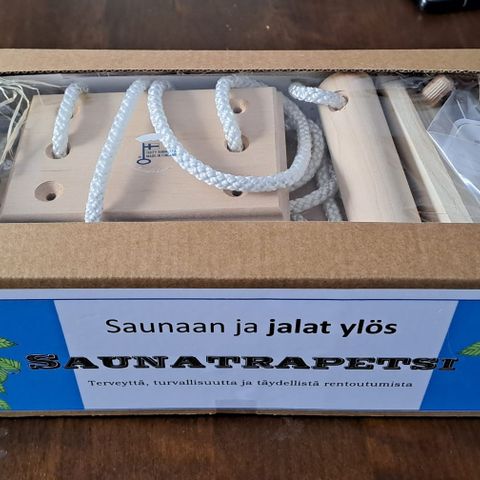 Saunaan ja jalat ylös
SAUNATRAPETSI
Terveyttä, turvallisuutta ja täydellistä rentoutumista